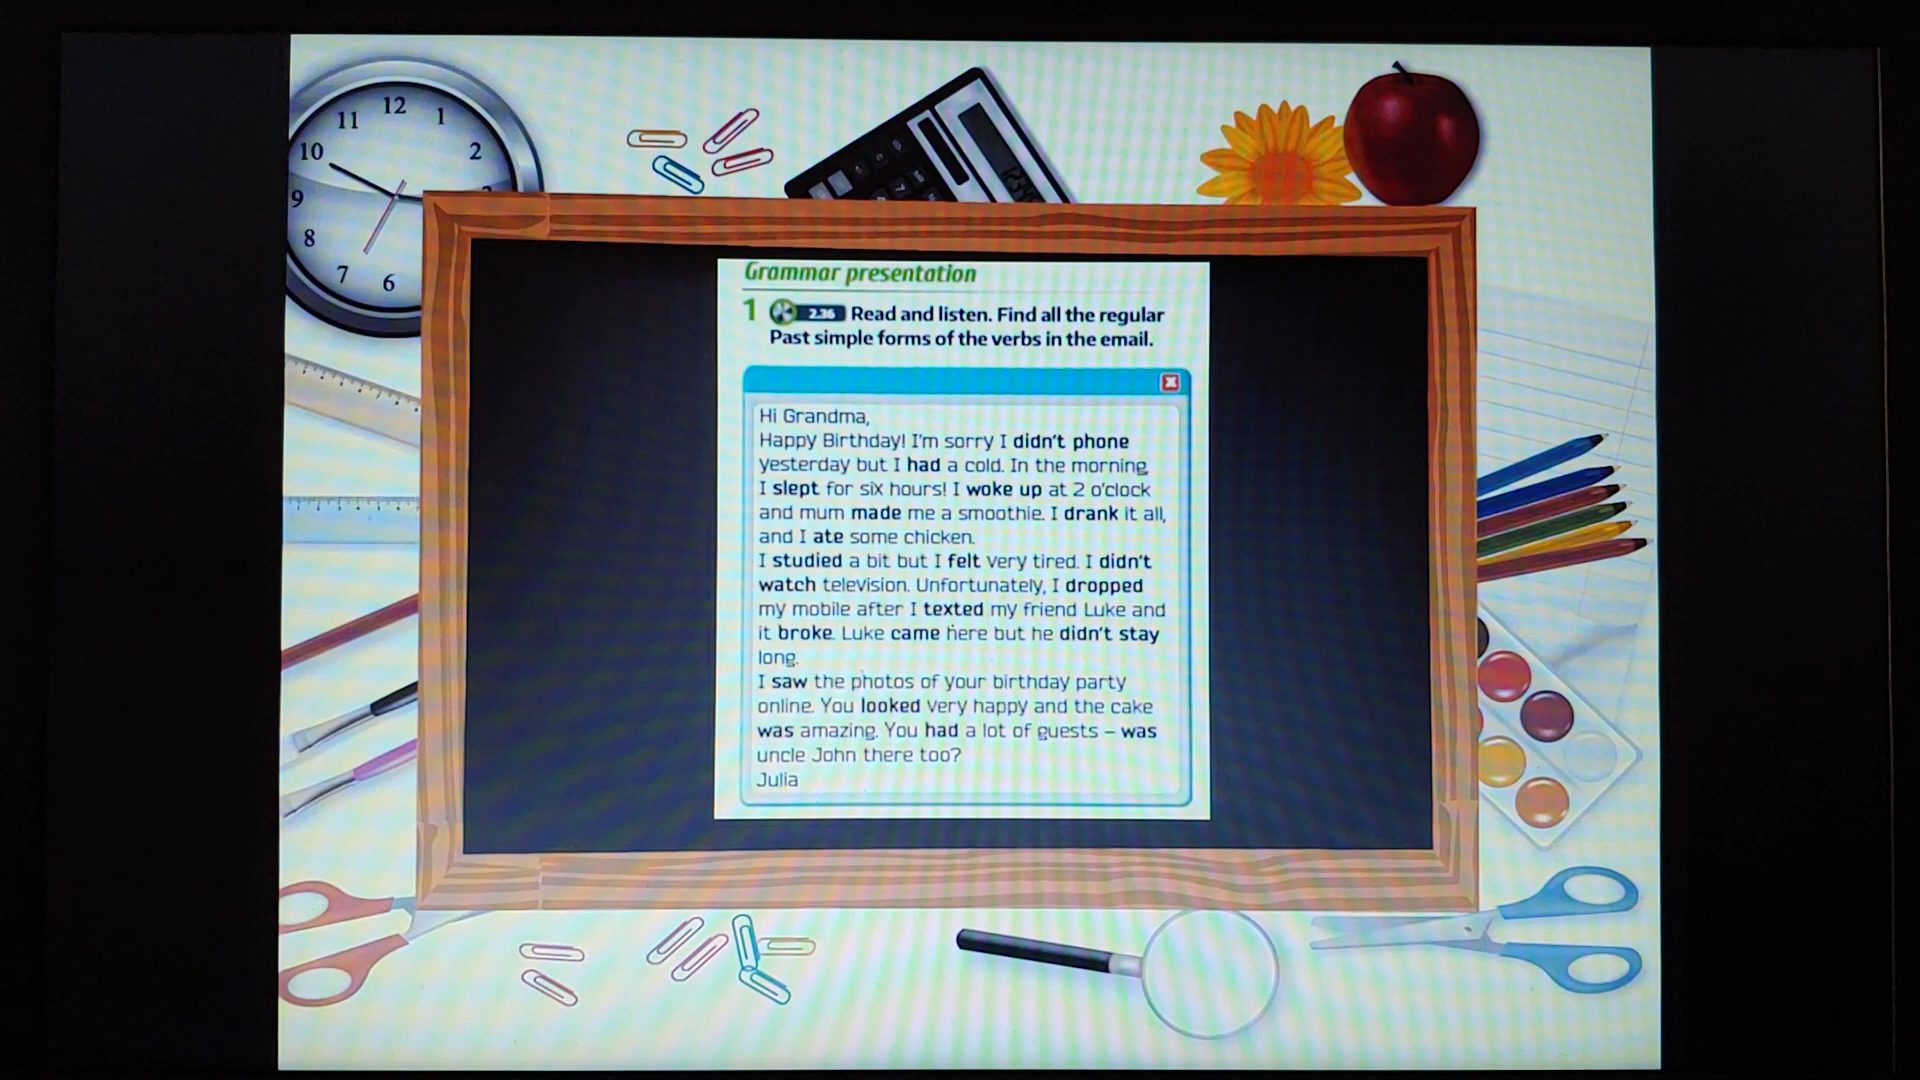 12
11
1
10
2
9
8
7
6
Grammar presentation
1 2.36 Read and listen. Find all the regular
Past simple forms of the verbs in the email.
Hi Grandma,
Happy Birthday! I'm sorry I didn't phone
yesterday but I had a cold. In the morning
I slept for six hours! I woke up at 2 o'clock
and mum made me a smoothie. I drank it all,
and I ate some chicken.
I studied a bit but I felt very tired. I didn't
watch television. Unfortunately, I dropped
my mobile after I texted my friend Luke and
it broke. Luke came here but he didn't stay
long.
I saw the photos of your birthday party
online. You looked very happy and the cake
was amazing. You had a lot of guests – was
uncle John there too?
Julia